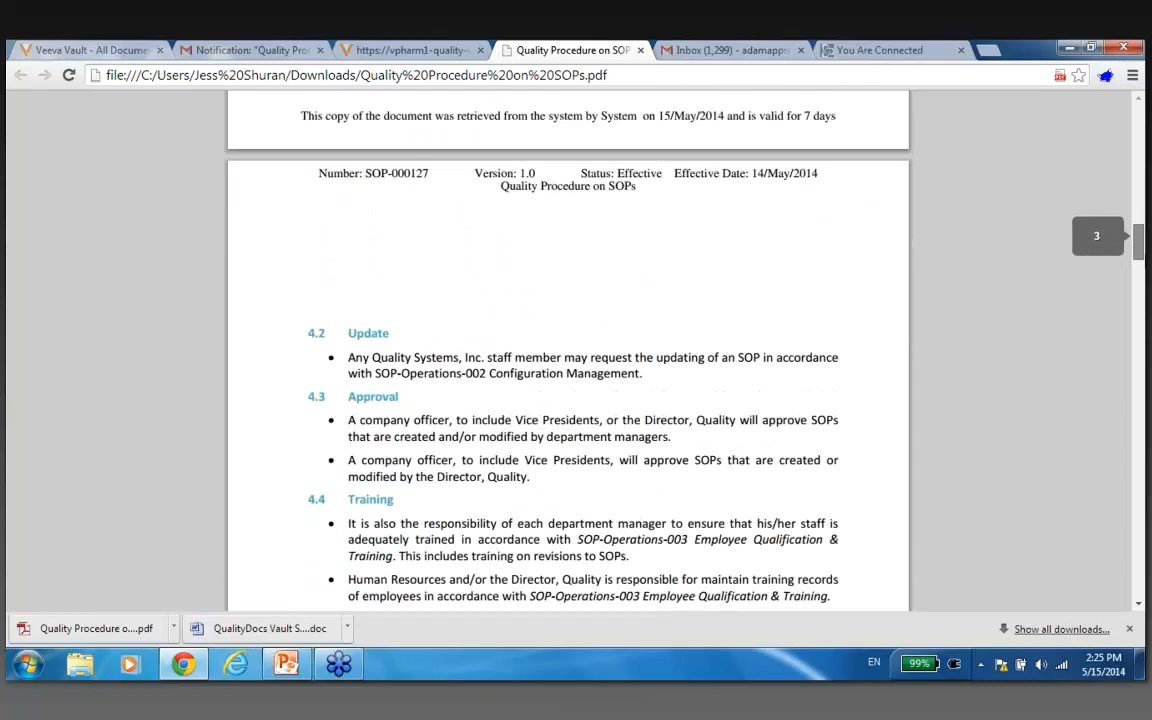 Veeva Vault - All Docume
Notification: "Quality Pro
https://vpharm1-quality-
Quality Procedure on SOP
Inbox (1,299) - adamappr
You Are Connected
file:///C:/Users/Jess%20Shuran/Downloads/Quality%20Procedure%20on%20SOPs.pdf
This copy of the document was retrieved from the system by System on 15/May/2014 and is valid for 7 days
Number: SOP-000127 Version: 1.0 Status: Effective Effective Date: 14/May/2014
Quality Procedure on SOPs
3
4.2 Update
• Any Quality Systems, Inc. staff member may request the updating of an SOP in accordance
with SOP-Operations-002 Configuration Management.
4.3 Approval
• A company officer, to include Vice Presidents, or the Director, Quality will approve SOPs
that are created and/or modified by department managers.
• A company officer, to include Vice Presidents, will approve SOPs that are created or
modified by the Director, Quality.
4.4 Training
• It is also the responsibility of each department manager to ensure that his/her staff is
adequately trained in accordance with SOP-Operations-003 Employee Qualification &
Training. This includes training on revisions to SOPs.
• Human Resources and/or the Director, Quality is responsible for maintain training records
of employees in accordance with SOP-Operations-003 Employee Qualification & Training.
Quality Procedure o....pdf
QualityDocs Vault S....doc
Show all downloads...
EN
99%
2:25 PM
5/15/2014